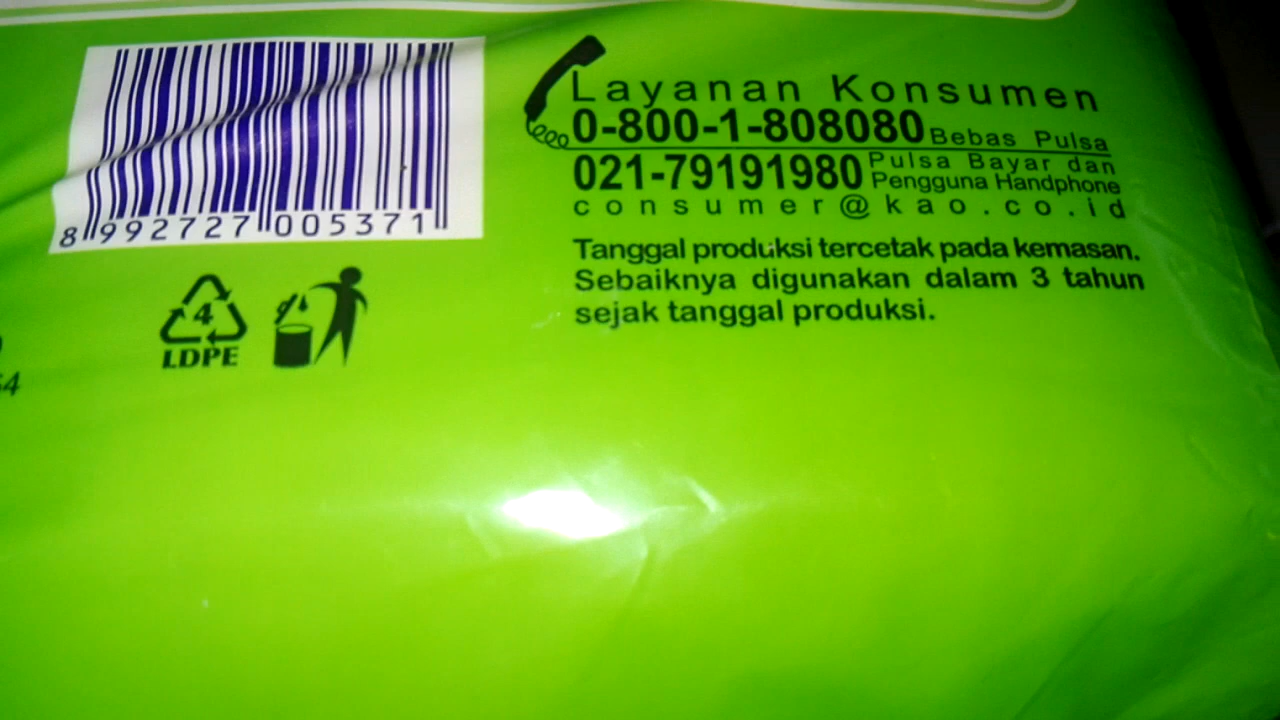 Layanan Konsumen
0-800-1-808080 Bebas Pulsa
021-79191980 Pulsa Bayar dan
Pengguna Handphone
consumer@kao.co.id
Tanggal produksi tercetak pada kemasan.
Sebaiknya digunakan dalam 3 tahun
sejak tanggal produksi.
8 992727 005371
4
LDPE